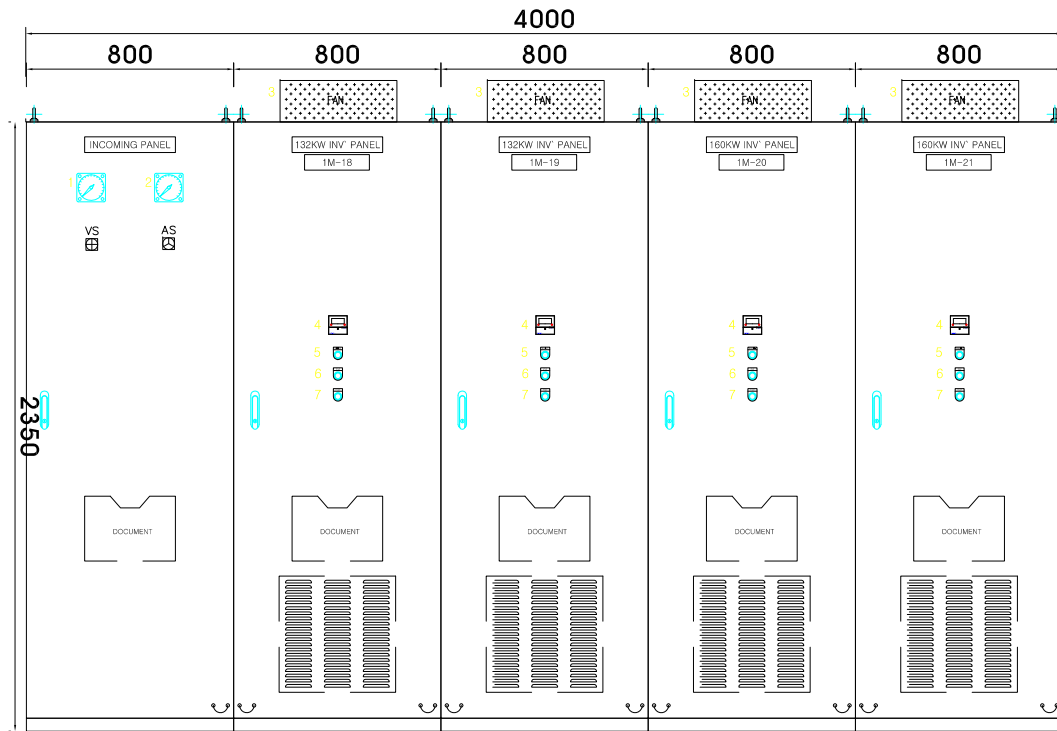 4000
800 800 800 800 800
3 FAN 3 FAN 3 FAN 3 FAN
INCOMING PANEL 132KW INV` PANEL 132KW INV` PANEL 160KW INV` PANEL 160KW INV` PANEL
1M-18 1M-19 1M-20 1M-21
1 2
VS AS
4 4 4 4
5 5 5 5
6 6 6 6
7 7 7 7
2350
DOCUMENT DOCUMENT DOCUMENT DOCUMENT DOCUMENT